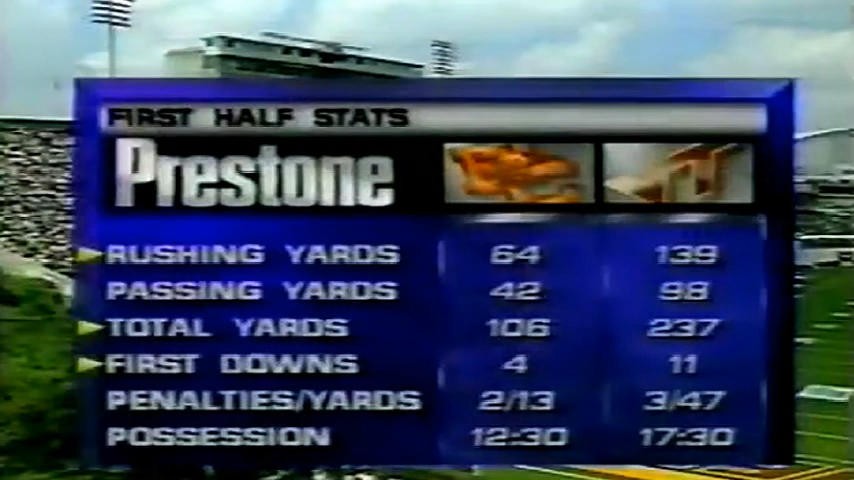 FIRST HALF STATS
Prestone
RUSHING YARDS 64 139
PASSING YARDS 42 98
TOTAL YARDS 106 237
FIRST DOWNS 4 11
PENALTIES/YARDS 2/13 3/47
POSSESSION 12:30 17:30